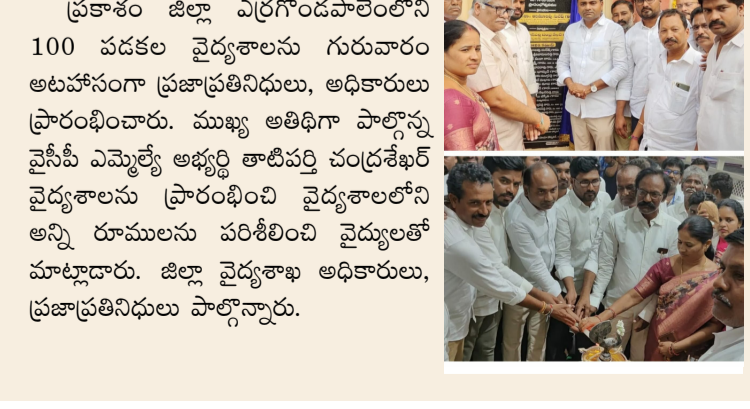 ప్రకాశం జిల్లా ఎర్రగొండపాలెంలోని
100 పడకల వైద్యశాలను గురువారం
అటహాసంగా ప్రజాప్రతినిధులు, అధికారులు
ప్రారంభించారు. ముఖ్య అతిథిగా పాల్గొన్న
వైసీపీ ఎమ్మెల్యే అభ్యర్థి తాటిపర్తి చంద్రశేఖర్
వైద్యశాలను ప్రారంభించి వైద్యశాలలోని
అన్ని రూములను పరిశీలించి వైద్యులతో
మాట్లాడారు. జిల్లా వైద్యశాఖ అధికారులు,
ప్రజాప్రతినిధులు పాల్గొన్నారు.